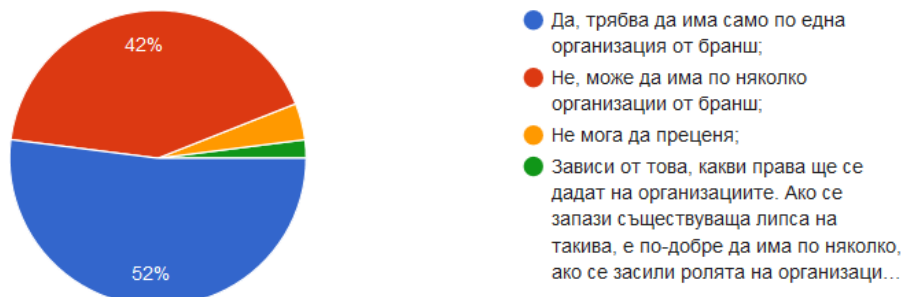 42%
52%
Да, трябва да има само по една
организация от бранш;
Не, може да има по няколко
организации от бранш;
Не мога да преценя;
Зависи от това, какви права ще се
дадат на организациите. Ако се
запази съществуваща липса на
такива, е по-добре да има по няколко,
ако се засили ролята на организаци…